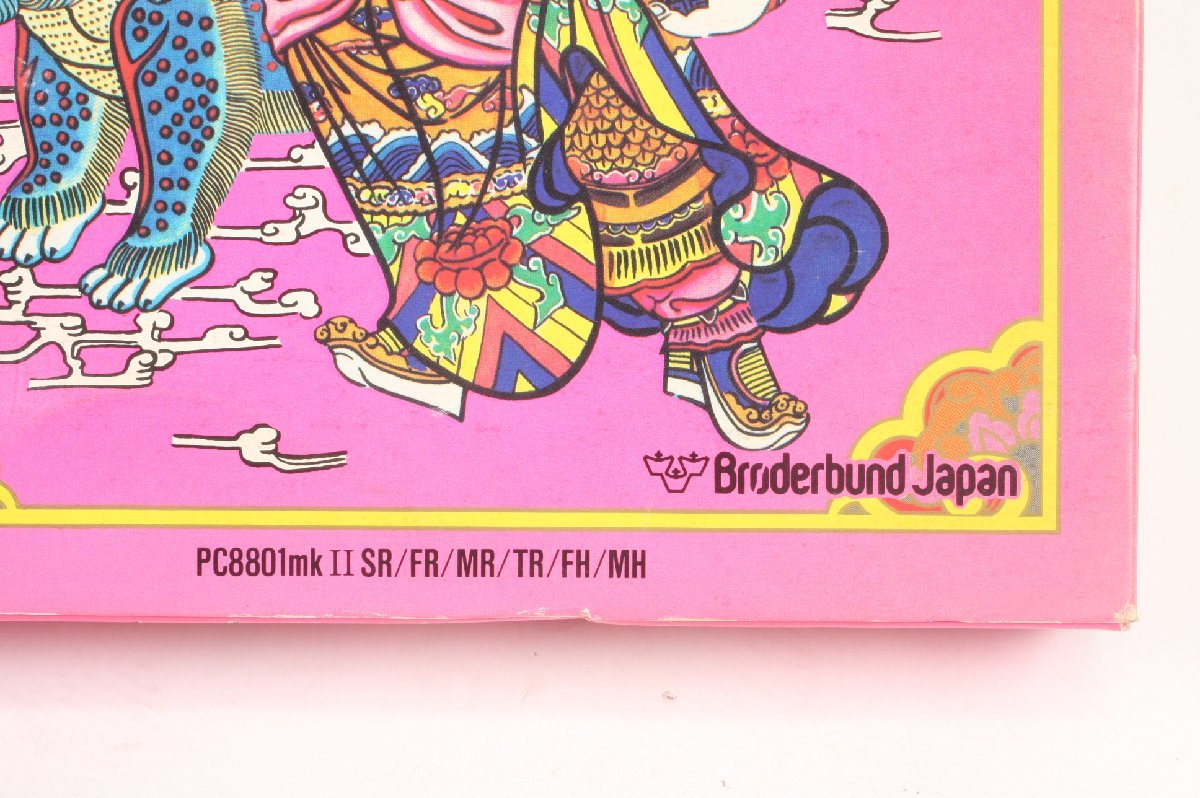 Brøderbund Japan
PC8801mk II SR/FR/MR/TR/FH/MH